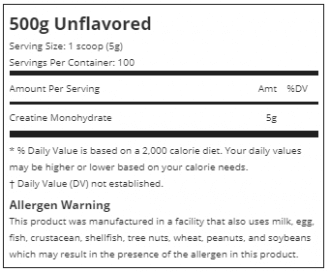 500g Unflavored
Serving Size: 1 scoop (5g)
Servings Per Container: 100
Amount Per Serving Amt %DV
Creatine Monohydrate 5g
* % Daily Value is based on a 2,000 calorie diet. Your daily values
may be higher or lower based on your calorie needs.
† Daily Value (DV) not established.
Allergen Warning
This product was manufactured in a facility that also uses milk, egg,
fish, crustacean, shellfish, tree nuts, wheat, peanuts, and soybeans
which may result in the presence of the allergen in this product.